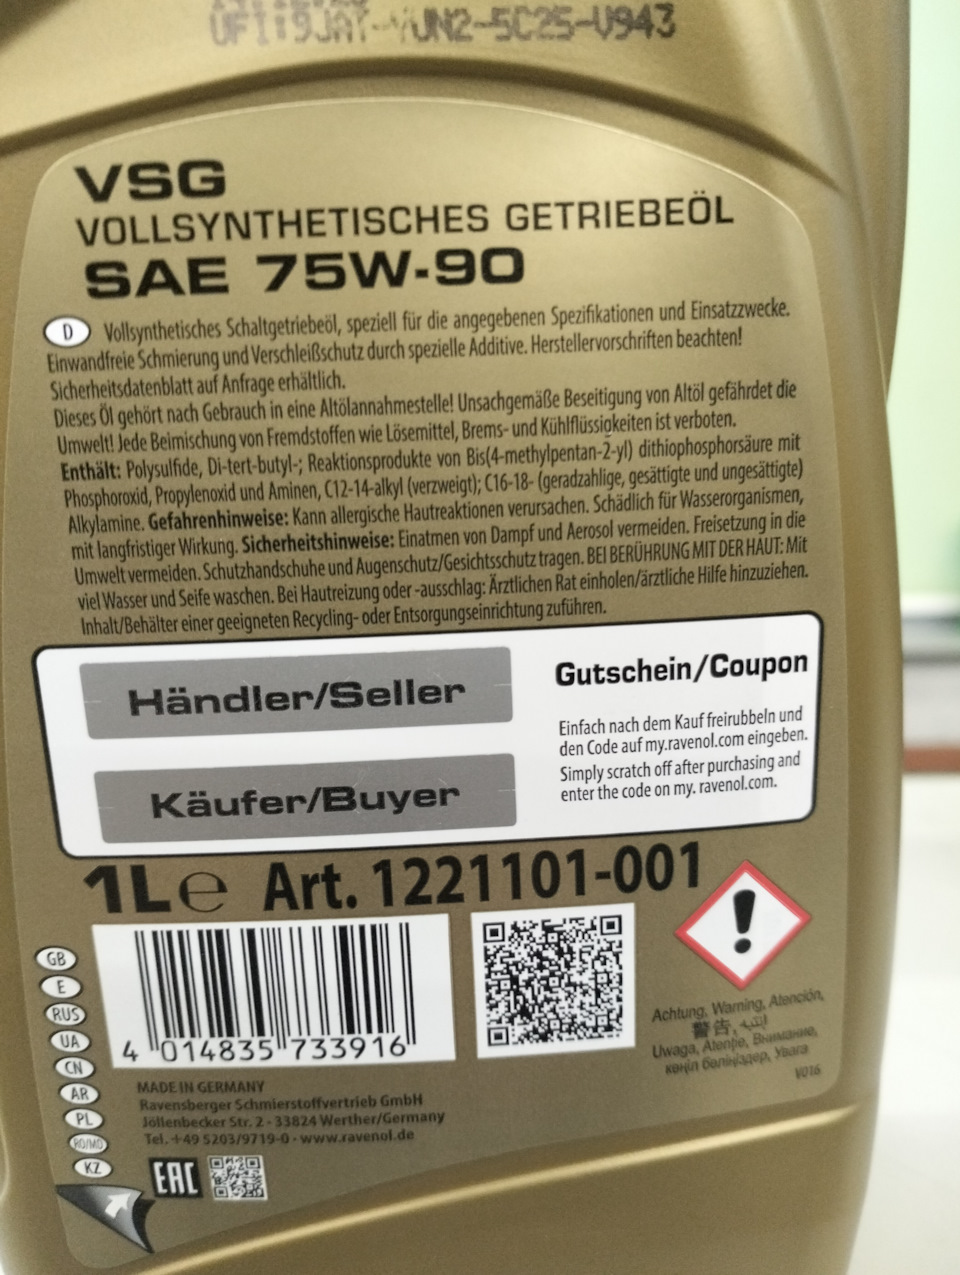 VSG
VOLLSYNTHETISCHES GETRIEBEÖL
SAE 75W-90
D Vollsynthetisches Schaltgetriebeöl, speziell für die angegebenen Spezifikationen und Einsatzzwecke.
Einwandfreie Schmierung und Verschleißschutz durch spezielle Additive. Herstellervorschriften beachten!
Sicherheitsdatenblatt auf Anfrage erhältlich.
Dieses Öl gehört nach Gebrauch in eine Altölannahmestelle! Unsachgemäße Beseitigung von Altöl gefährdet die
Umwelt! Jede Beimischung von Fremdstoffen wie Lösemittel, Brems- und Kühlflüssigkeiten ist verboten.
Enthält: Polysulfide, Di-tert-butyl-; Reaktionsprodukte von Bis(4-methylpentan-2-yl) dithiophosphorsäure mit
Phosphoroxid, Propylenoxid und Aminen, C12-14-alkyl (verzweigt); C16-18- (geradzahlige, gesättigte und ungesättigte)
Alkylamine. Gefahrenhinweise: Kann allergische Hautreaktionen verursachen. Schädlich für Wasserorganismen,
mit langfristiger Wirkung. Sicherheitshinweise: Einatmen von Dampf und Aerosol vermeiden. Freisetzung in die
Umwelt vermeiden. Schutzhandschuhe und Augenschutz/Gesichtsschutz tragen. BEI BERÜHRUNG MIT DER HAUT: Mit
viel Wasser und Seife waschen. Bei Hautreizung oder -ausschlag: Ärztlichen Rat einholen/ärztliche Hilfe hinzuziehen.
Inhalt/Behälter einer geeigneten Recycling- oder Entsorgungseinrichtung zuführen.
Händler/Seller
Käufer/Buyer
Gutschein/Coupon
Einfach nach dem Kauf freirubbeln und
den Code auf my.ravenol.com eingeben.
Simply scratch off after purchasing and
enter the code on my. ravenol.com.
1L e Art. 1221101-001
4 014835 733916
GB
E
RUS
UA
CN
AR
PL
RO/MD
KZ
Achtung, Warning, Atención,
警告,
Uwaga, Atenție, Внимание,
көңіл бөліңіздер, Увага
V016
MADE IN GERMANY
Ravensberger Schmierstoffvertrieb GmbH
Jöllenbecker Str. 2 · 33824 Werther/Germany
Tel. +49 5203/9719-0 · www.ravenol.de
EAC